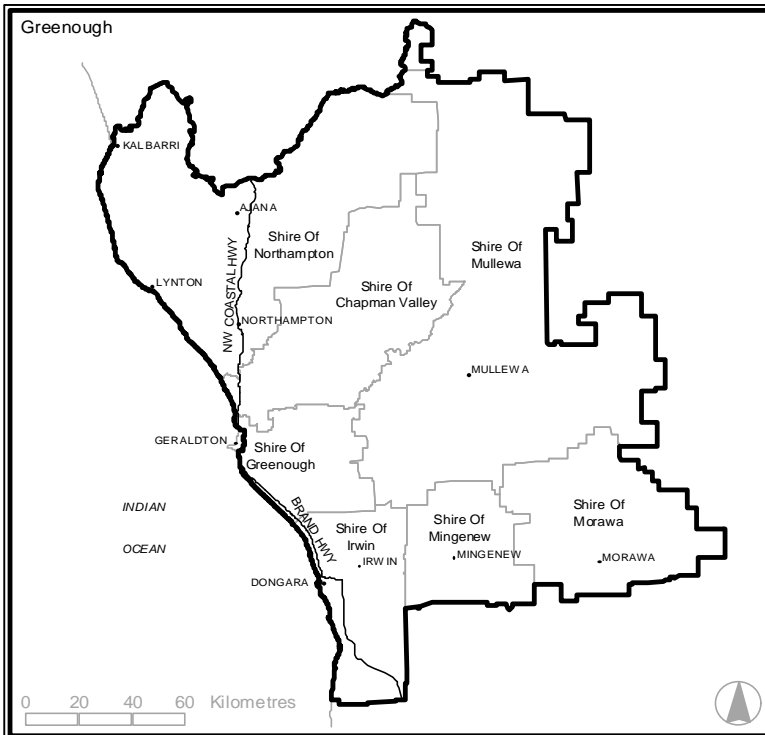 Greenough
KALBARRI
AJANA
Shire Of
Northampton
Shire Of
Mullewa
NW COASTAL HWY
LYNTON
Shire Of
Chapman Valley
NORTHAMPTON
MULLEWA
GERALDTON
Shire Of
Greenough
INDIAN
OCEAN
BRAND HWY
Shire Of
Irwin
IRWIN
Shire Of
Mingenew
MINGENEW
Shire Of
Morawa
MORAWA
DONGARA
0 20 40 60 Kilometres